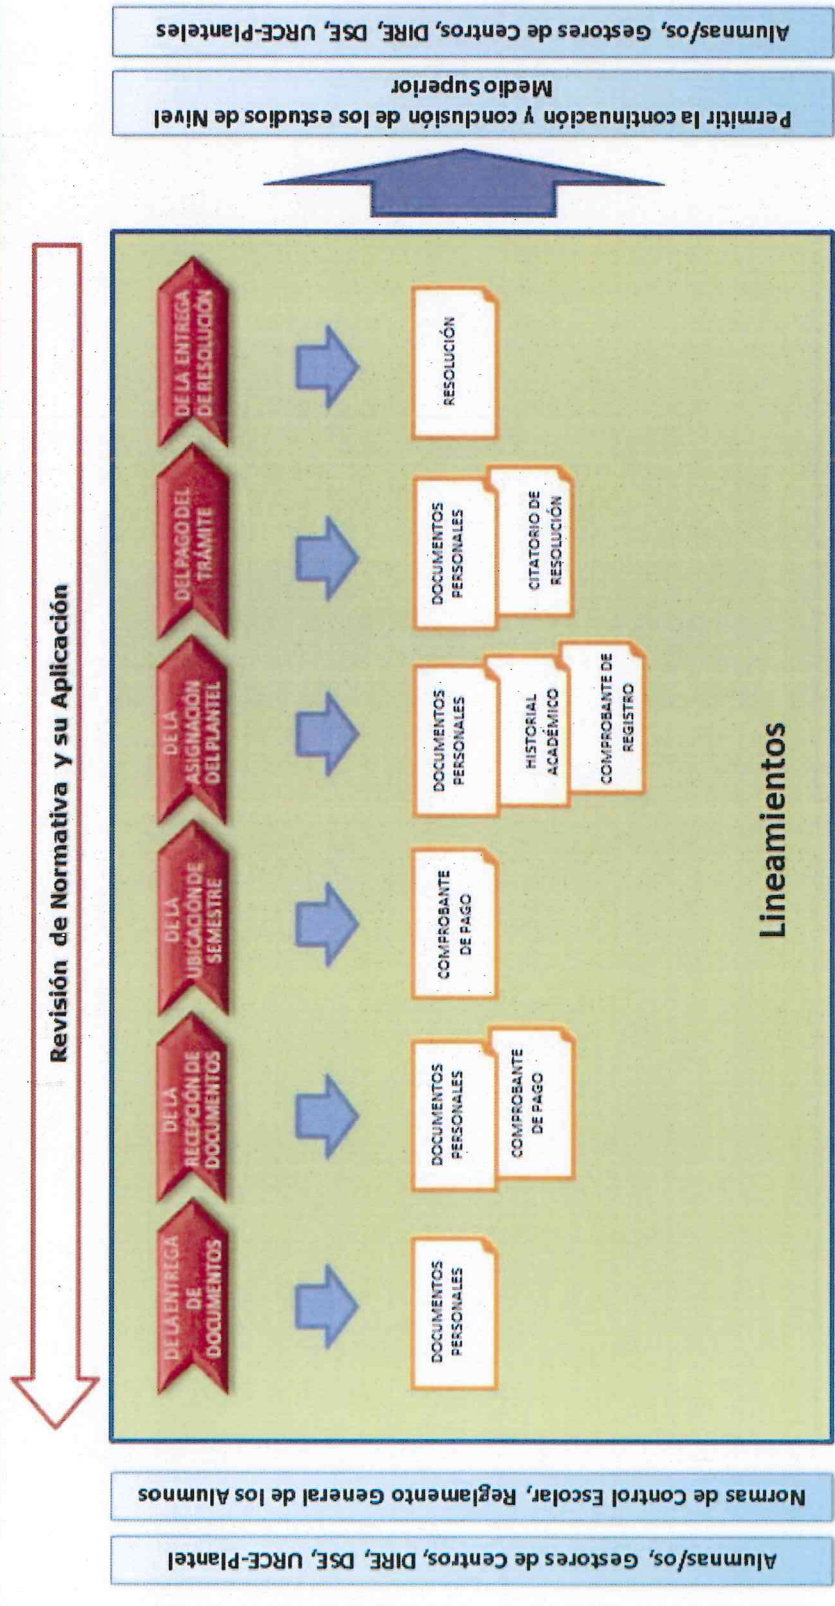 Revisión de Normativa y su Aplicación
Alumnas/os, Gestores de Centros, DIRE, DSE, URCE-Plantel
Normas de Control Escolar, Reglamento General de los Alumnos
DE LA ENTREGA
DE
DOCUMENTOS
DE LA
RECEPCIÓN DE
DOCUMENTOS
DE LA
UBICACIÓN DE
SEMESTRE
DE LA
ASIGNACIÓN
DEL PLANTEL
DEL PAGO DEL
TRÁMITE
DE LA ENTREGA
DE RESOLUCIÓN
DOCUMENTOS
PERSONALES
DOCUMENTOS
PERSONALES
COMPROBANTE
DE PAGO
COMPROBANTE
DE PAGO
DOCUMENTOS
PERSONALES
HISTORIAL
ACADÉMICO
COMPROBANTE DE
REGISTRO
DOCUMENTOS
PERSONALES
CITATORIO DE
RESOLUCIÓN
RESOLUCIÓN
Lineamientos
Permitir la continuación y conclusión de los estudios de Nivel
Medio Superior
Alumnas/os, Gestores de Centros, DIRE, DSE, URCE-Planteles